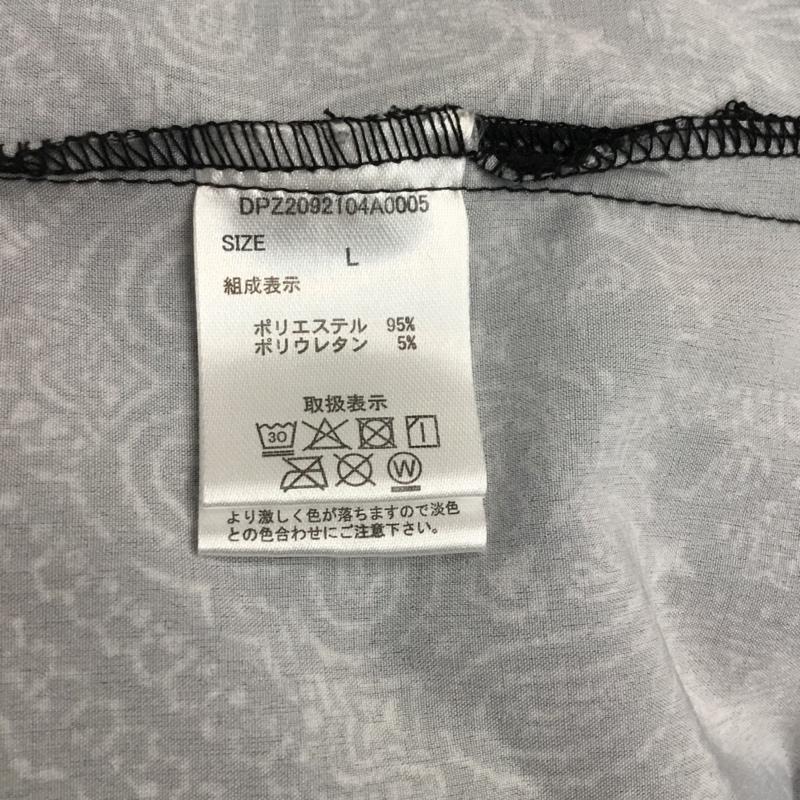 DPZ2092104A0005
SIZE
L
組成表示
ポリエステル 95%
ポリウレタン 5%
取扱表示
30
W
より激しく色が落ちますので淡色
との色合わせにご注意下さい。